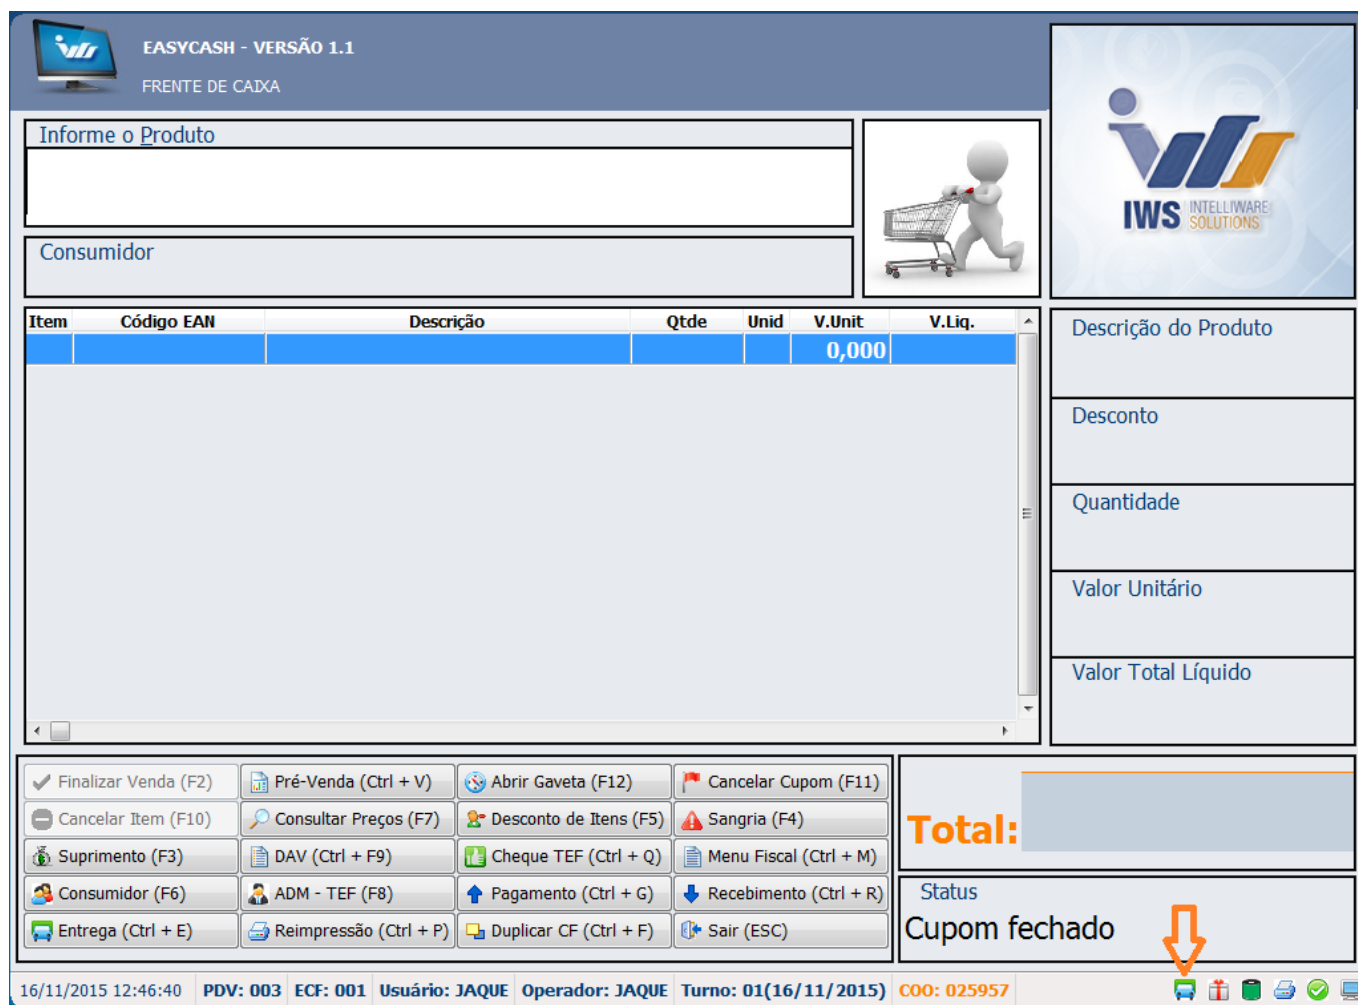 EASYCASH - VERSÃO 1.1
FRENTE DE CAIXA
Informe o Produto
Consumidor
IWS INTELLIWARE
SOLUTIONS
Item Código EAN Descrição Qtde Unid V.Unit V.Liq.
0,000
Descrição do Produto
Desconto
Quantidade
Valor Unitário
Valor Total Líquido
Finalizar Venda (F2) Pré-Venda (Ctrl + V) Abrir Gaveta (F12) Cancelar Cupom (F11)
Cancelar Item (F10) Consultar Preços (F7) Desconto de Itens (F5) Sangria (F4)
Suprimento (F3) DAV (Ctrl + F9) Cheque TEF (Ctrl + Q) Menu Fiscal (Ctrl + M)
Consumidor (F6) ADM - TEF (F8) Pagamento (Ctrl + G) Recebimento (Ctrl + R)
Entrega (Ctrl + E) Reimpressão (Ctrl + P) Duplicar CF (Ctrl + F) Sair (ESC)
Total:
Status
Cupom fechado
16/11/2015 12:46:40 PDV: 003 ECF: 001 Usuário: JAQUE Operador: JAQUE Turno: 01(16/11/2015) COO: 025957